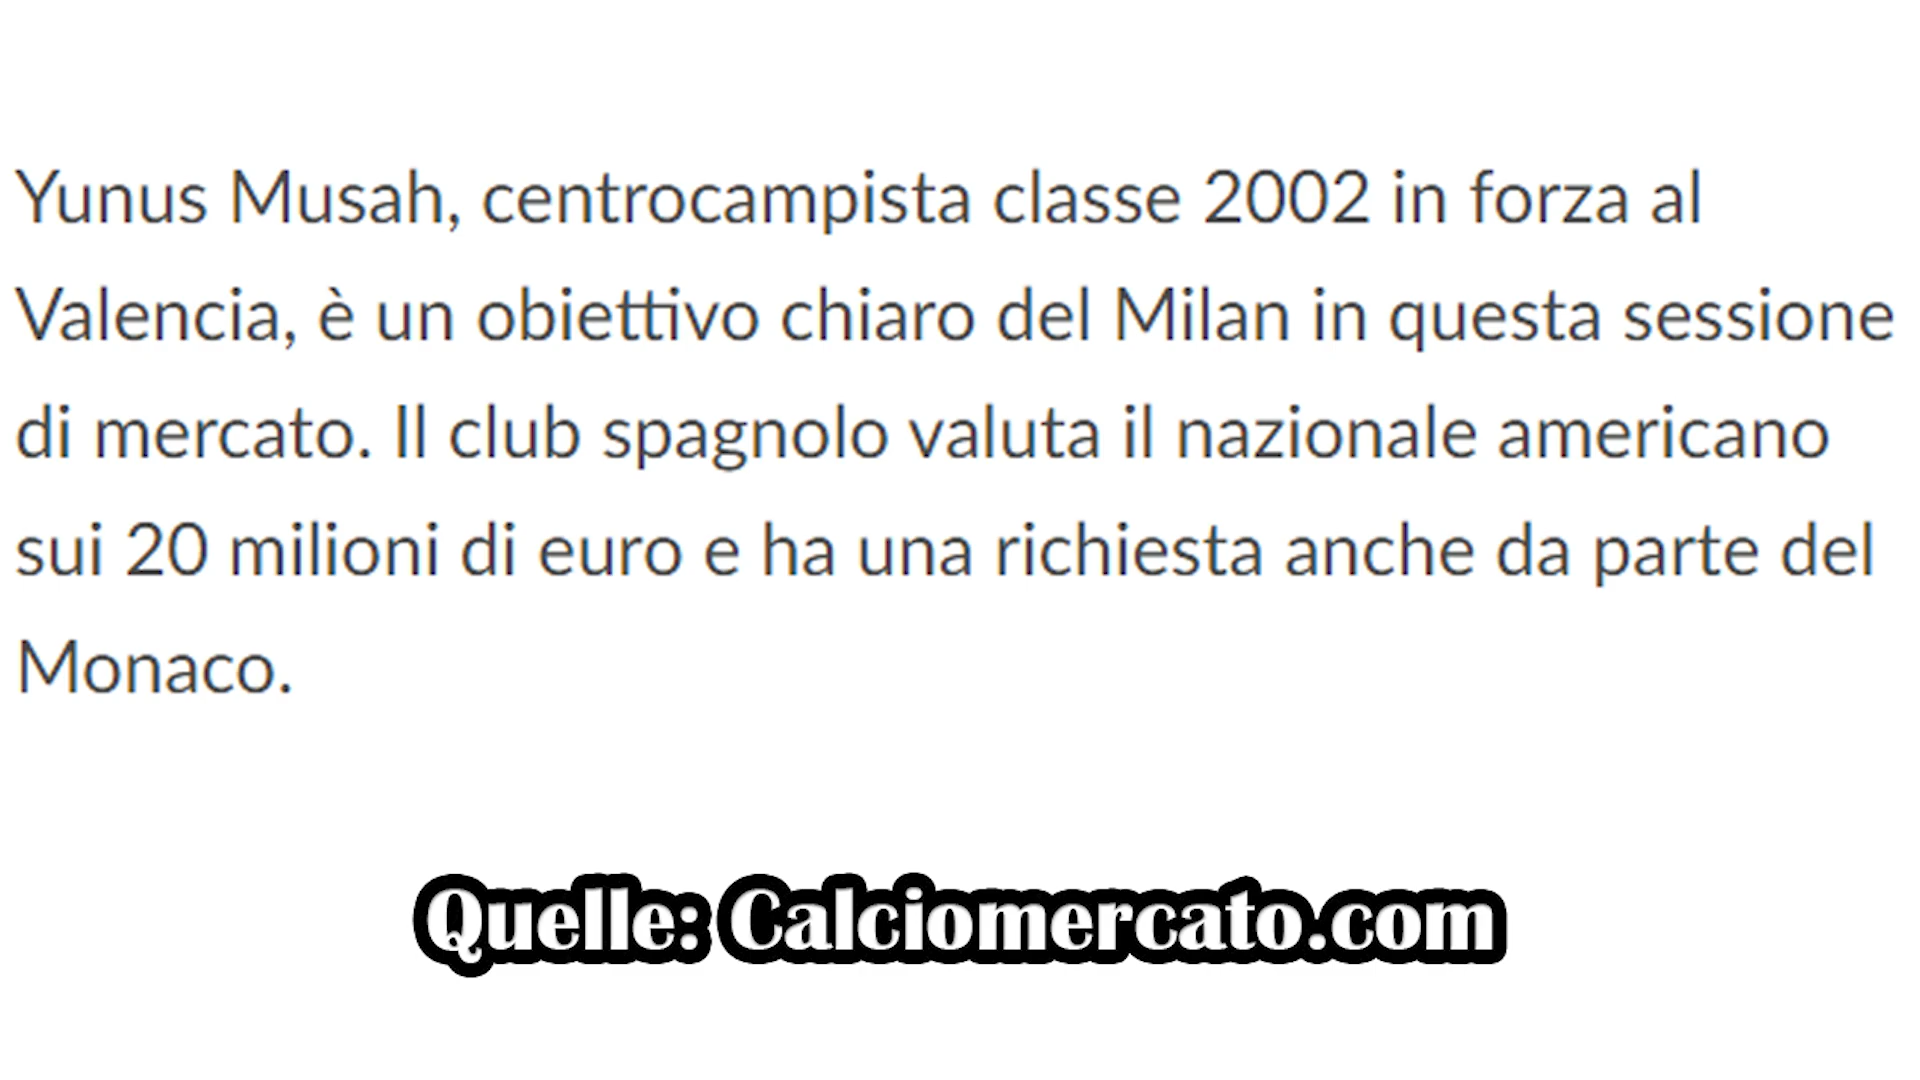 Yunus Musah, centrocampista classe 2002 in forza al
Valencia, è un obiettivo chiaro del Milan in questa sessione
di mercato. Il club spagnolo valuta il nazionale americano
sui 20 milioni di euro e ha una richiesta anche da parte del
Monaco.
Quelle: Calciomercato.com